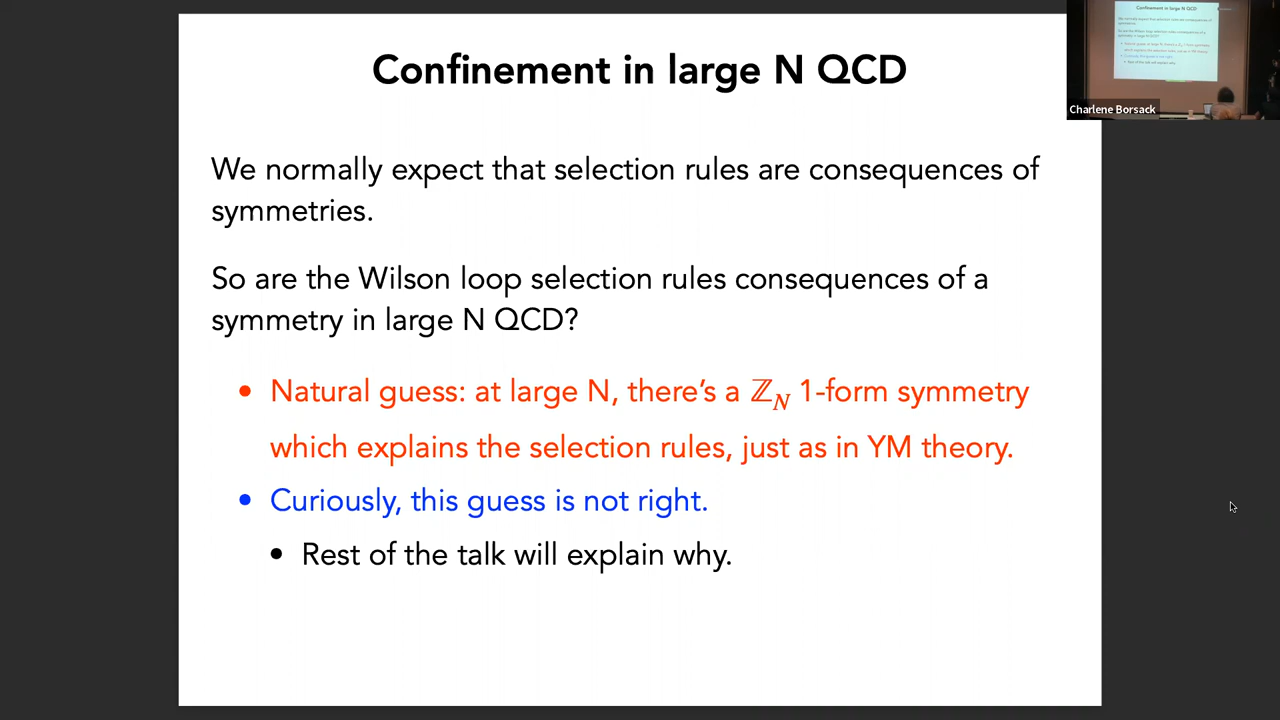 Confinement in large N QCD
We normally expect that selection rules are consequences of
symmetries.
So are the Wilson loop selection rules consequences of a
symmetry in large N QCD?
• Natural guess: at large N, there's a ℤ_N 1-form symmetry
which explains the selection rules, just as in YM theory.
• Curiously, this guess is not right.
• Rest of the talk will explain why.
Charlene Borsack